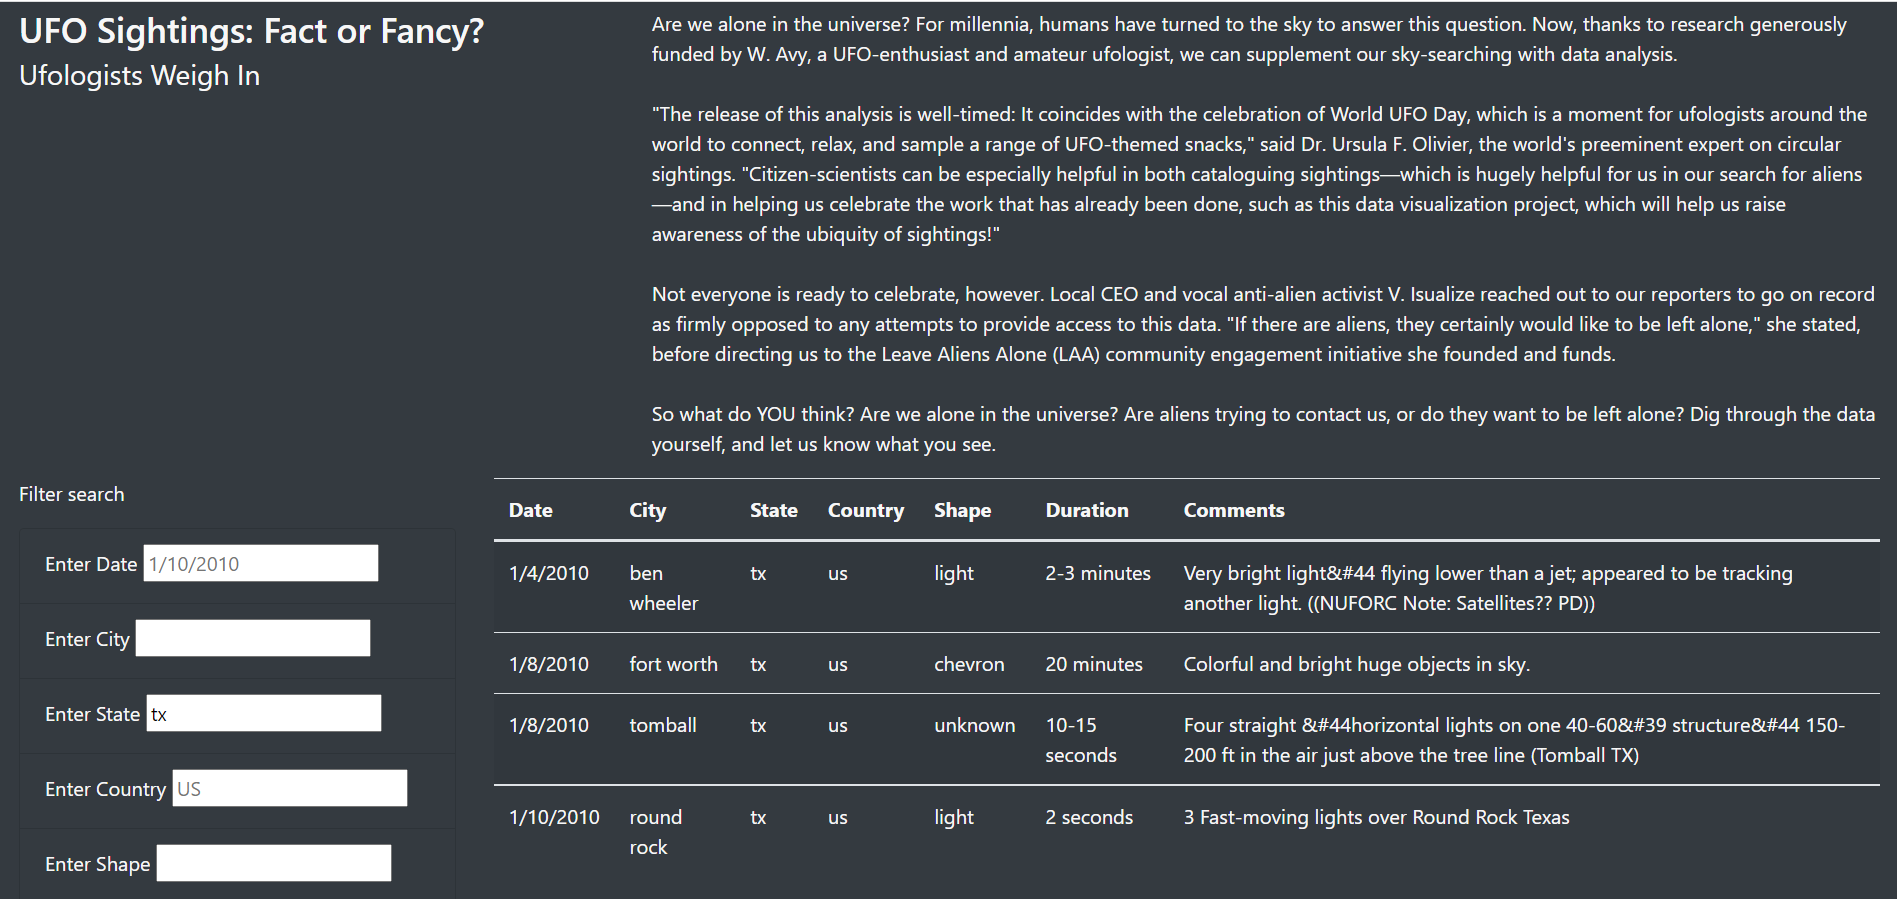 UFO Sightings: Fact or Fancy?
Ufologists Weigh In
Are we alone in the universe? For millennia, humans have turned to the sky to answer this question. Now, thanks to research generously
funded by W. Avy, a UFO-enthusiast and amateur ufologist, we can supplement our sky-searching with data analysis.
"The release of this analysis is well-timed: It coincides with the celebration of World UFO Day, which is a moment for ufologists around the
world to connect, relax, and sample a range of UFO-themed snacks," said Dr. Ursula F. Olivier, the world's preeminent expert on circular
sightings. "Citizen-scientists can be especially helpful in both cataloguing sightings—which is hugely helpful for us in our search for aliens
—and in helping us celebrate the work that has already been done, such as this data visualization project, which will help us raise
awareness of the ubiquity of sightings!"
Not everyone is ready to celebrate, however. Local CEO and vocal anti-alien activist V. Isualize reached out to our reporters to go on record
as firmly opposed to any attempts to provide access to this data. "If there are aliens, they certainly would like to be left alone," she stated,
before directing us to the Leave Aliens Alone (LAA) community engagement initiative she founded and funds.
So what do YOU think? Are we alone in the universe? Are aliens trying to contact us, or do they want to be left alone? Dig through the data
yourself, and let us know what you see.
Filter search
Enter Date 1/10/2010
Enter City
Enter State tx
Enter Country US
Enter Shape
Date City State Country Shape Duration Comments
1/4/2010 ben tx us light 2-3 minutes Very bright light&#44 flying lower than a jet; appeared to be tracking
wheeler another light. ((NUFORC Note: Satellites?? PD))
1/8/2010 fort worth tx us chevron 20 minutes Colorful and bright huge objects in sky.
1/8/2010 tomball tx us unknown 10-15 Four straight &#44horizontal lights on one 40-60&#39 structure&#44 150-
seconds 200 ft in the air just above the tree line (Tomball TX)
1/10/2010 round tx us light 2 seconds 3 Fast-moving lights over Round Rock Texas
rock